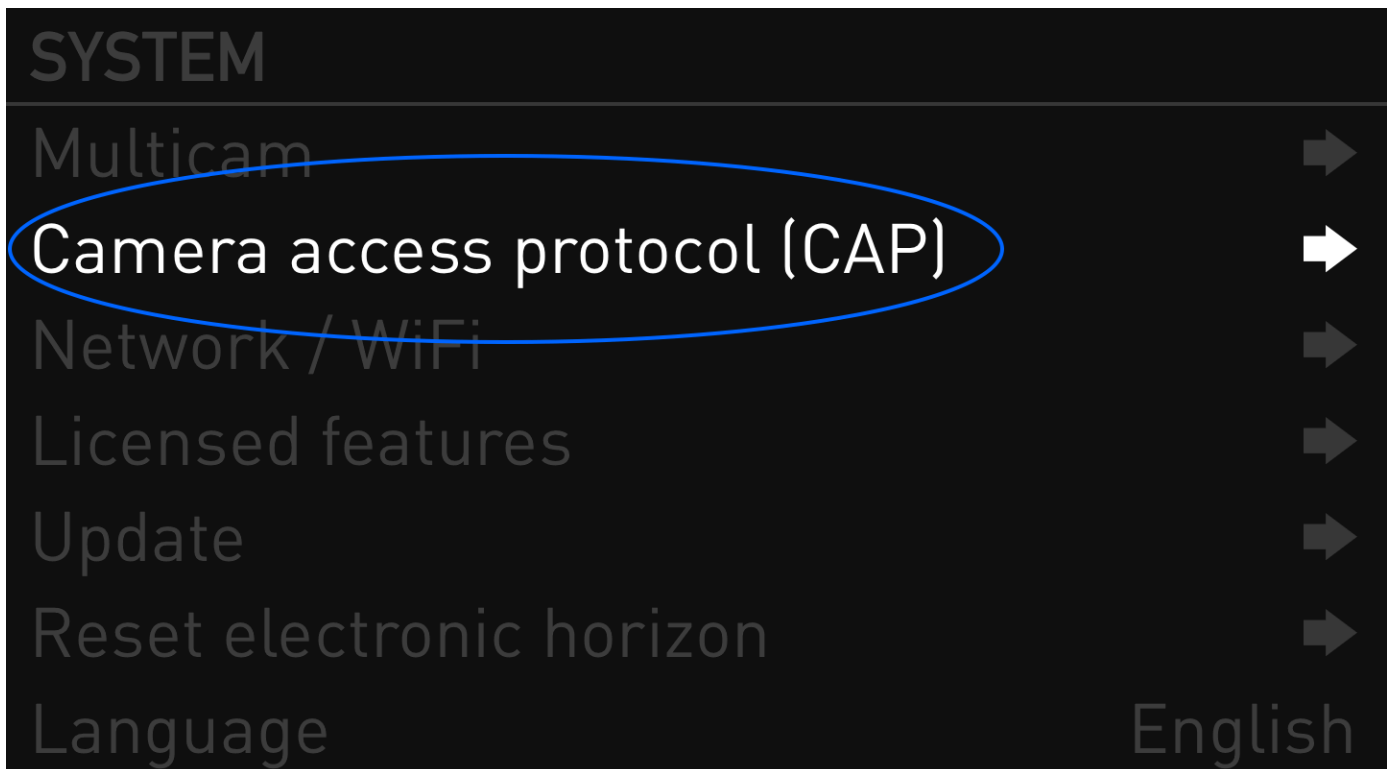 SYSTEM
Multicam
Camera access protocol (CAP)
Network / WiFi
Licensed features
Update
Reset electronic horizon
Language English